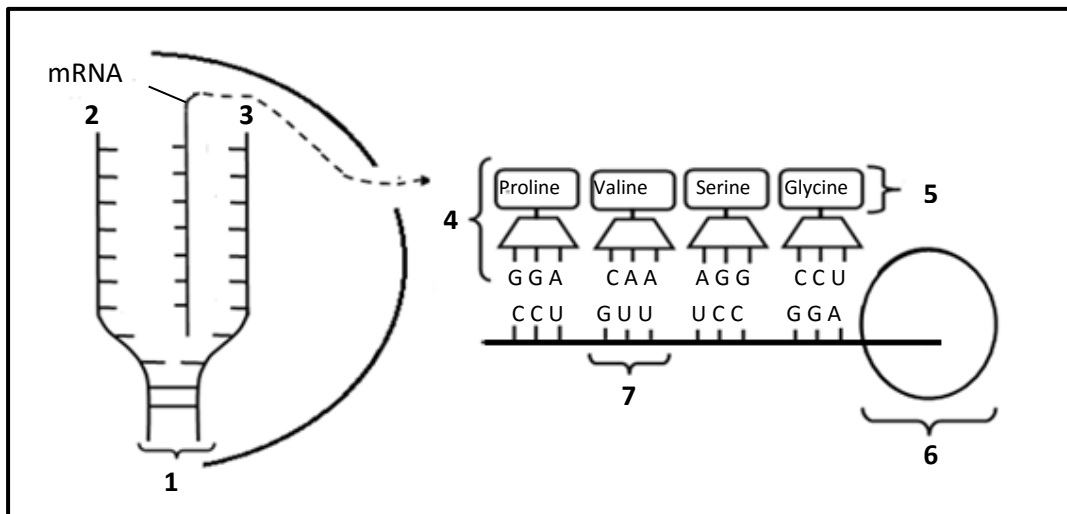 mRNA
2 3
Proline Valine Serine Glycine
4 5
G G A C A A A G G C C U
C C U G U U U C C G G A
7
6
1